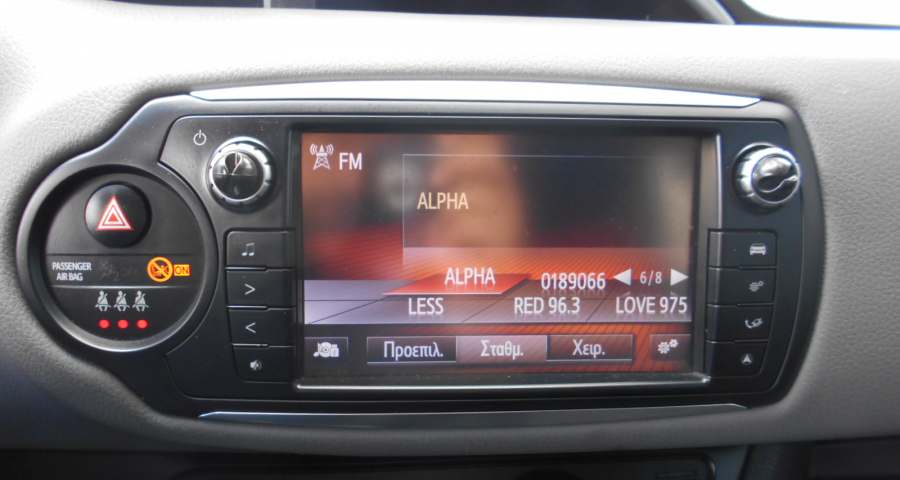 FM
ALPHA
PASSENGER AIR BAG ON
ALPHA 0189066 6/8
LESS RED 96.3 LOVE 975
Προεπιλ. Σταθμ. Χειρ.